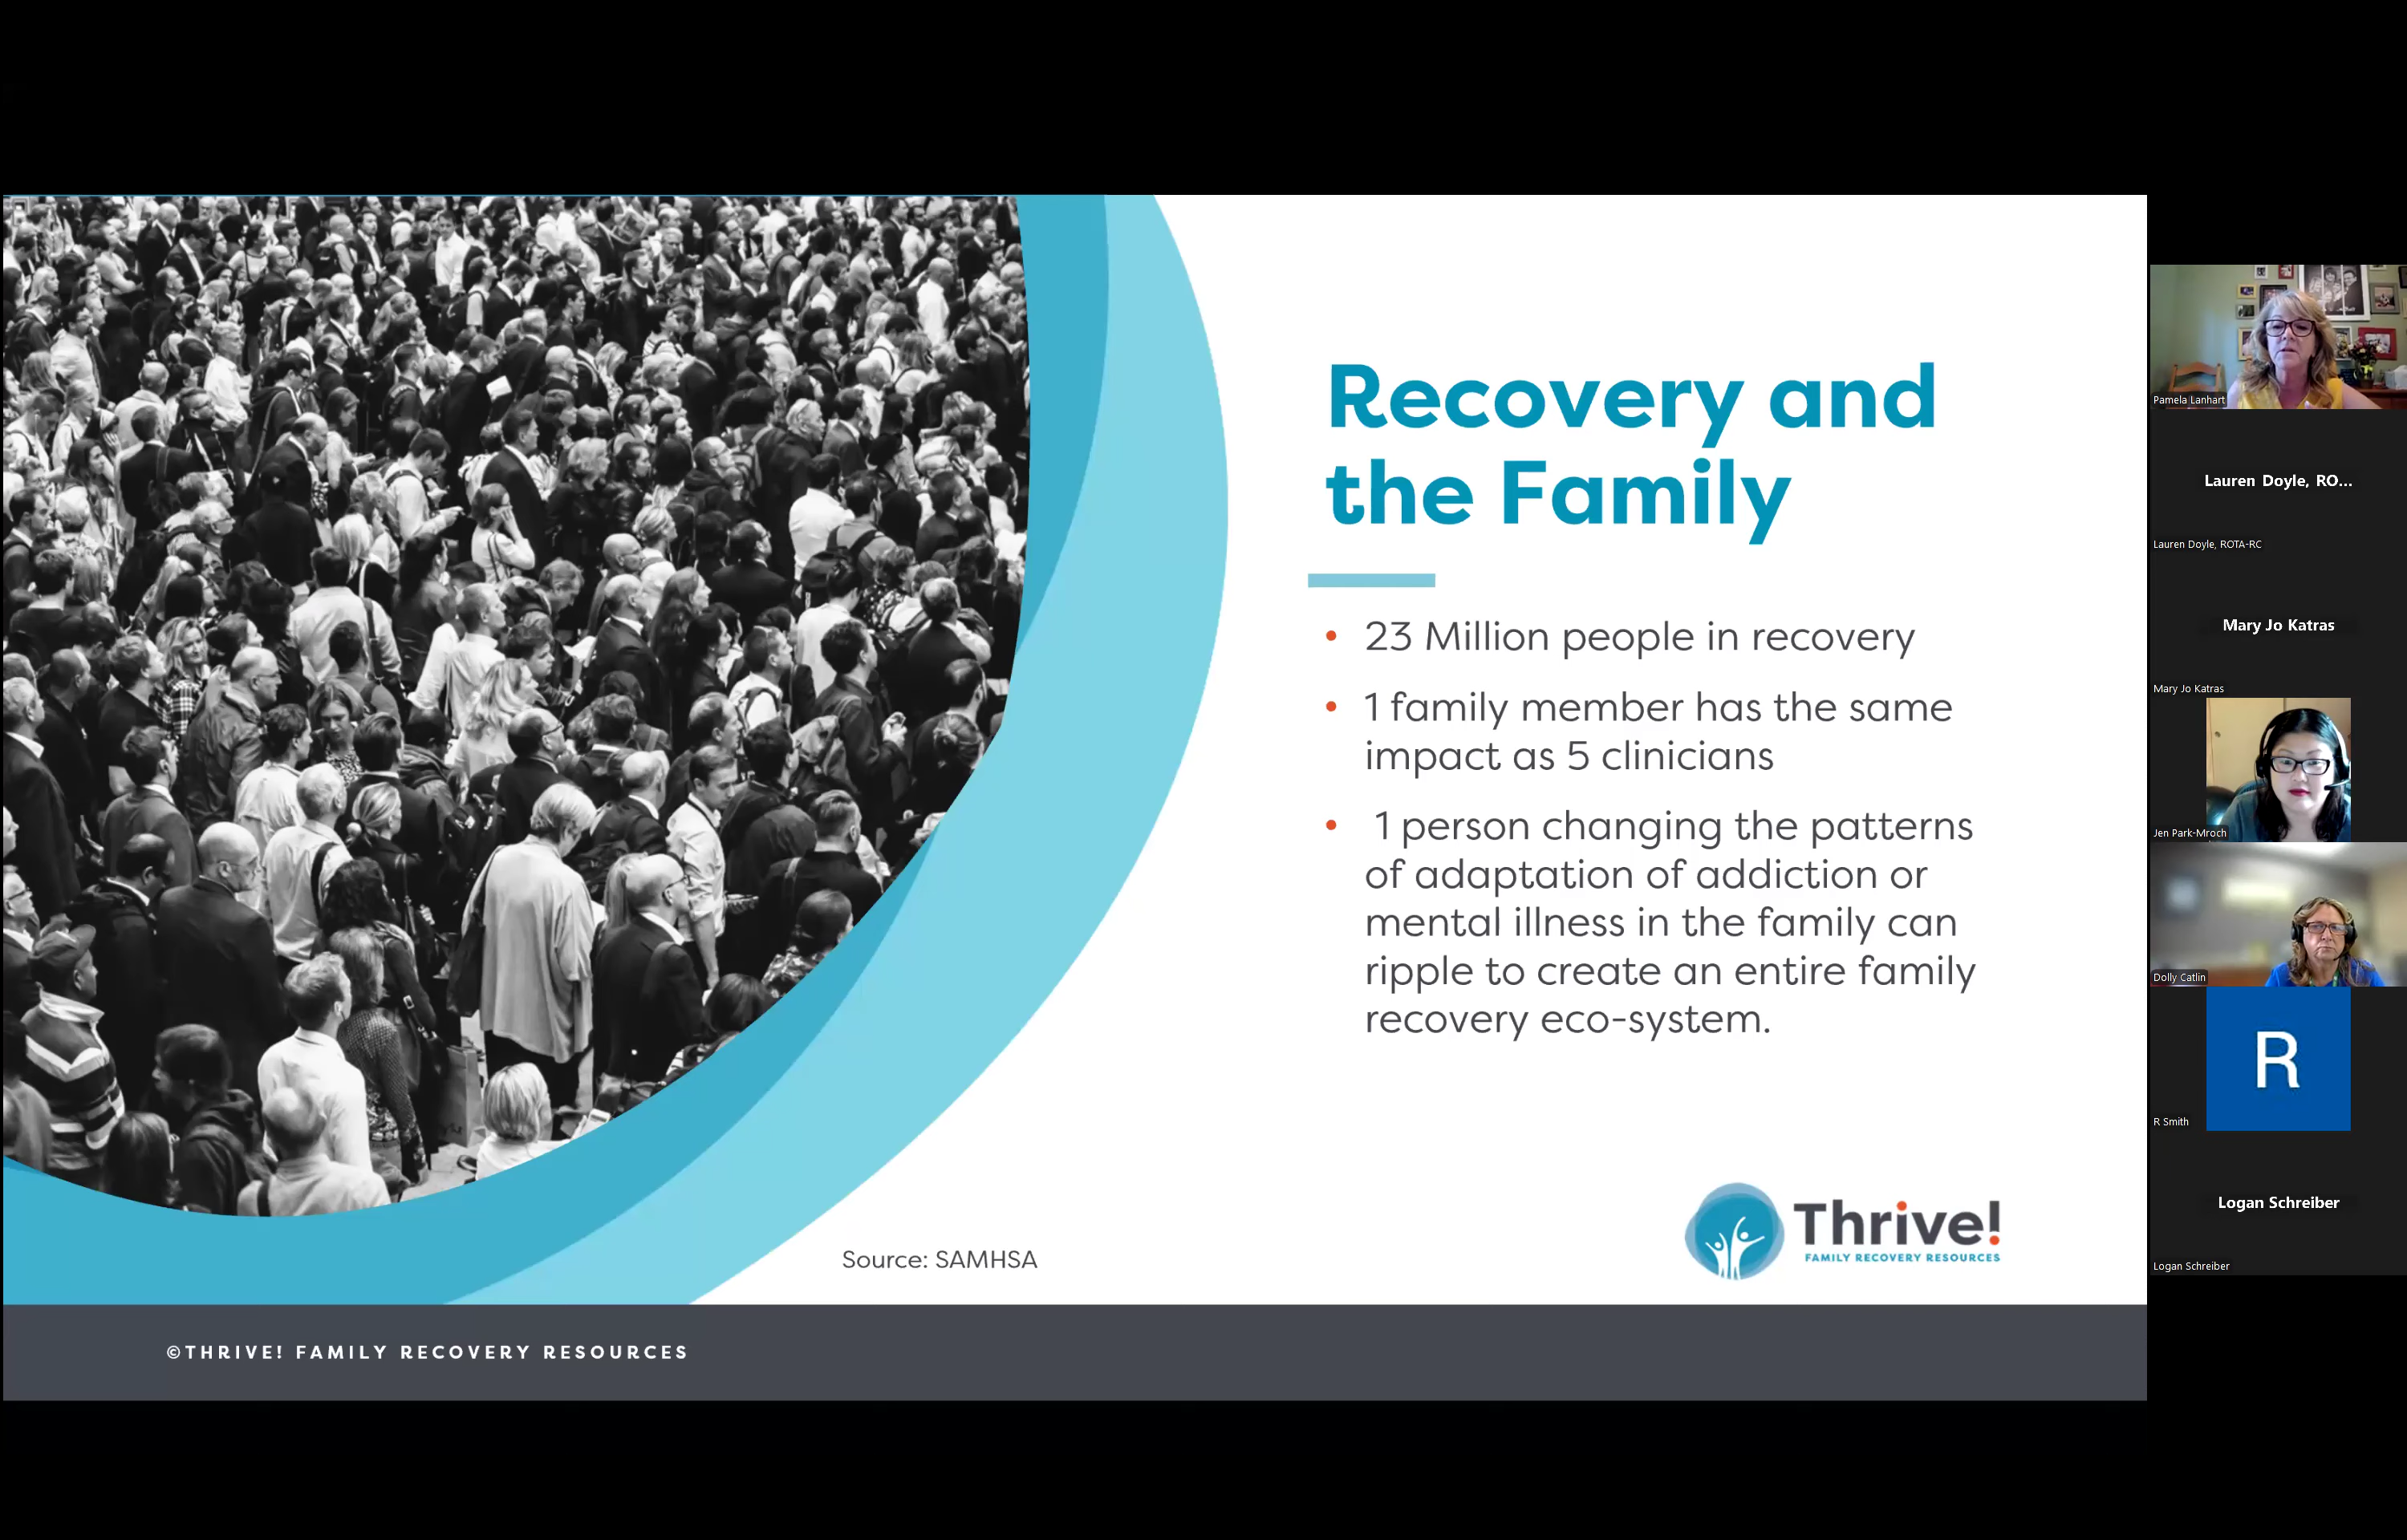 Recovery and
the Family
• 23 Million people in recovery
• 1 family member has the same
impact as 5 clinicians
• 1 person changing the patterns
of adaptation of addiction or
mental illness in the family can
ripple to create an entire family
recovery eco-system.
Source: SAMHSA
Thrive!
FAMILY RECOVERY RESOURCES
©THRIVE! FAMILY RECOVERY RESOURCES
Pamela Lanhart
Lauren Doyle, RO...
Lauren Doyle, ROTA-RC
Mary Jo Katras
Mary Jo Katras
Jen Park-Mroch
Dolly Catlin
R
R Smith
Logan Schreiber
Logan Schreiber